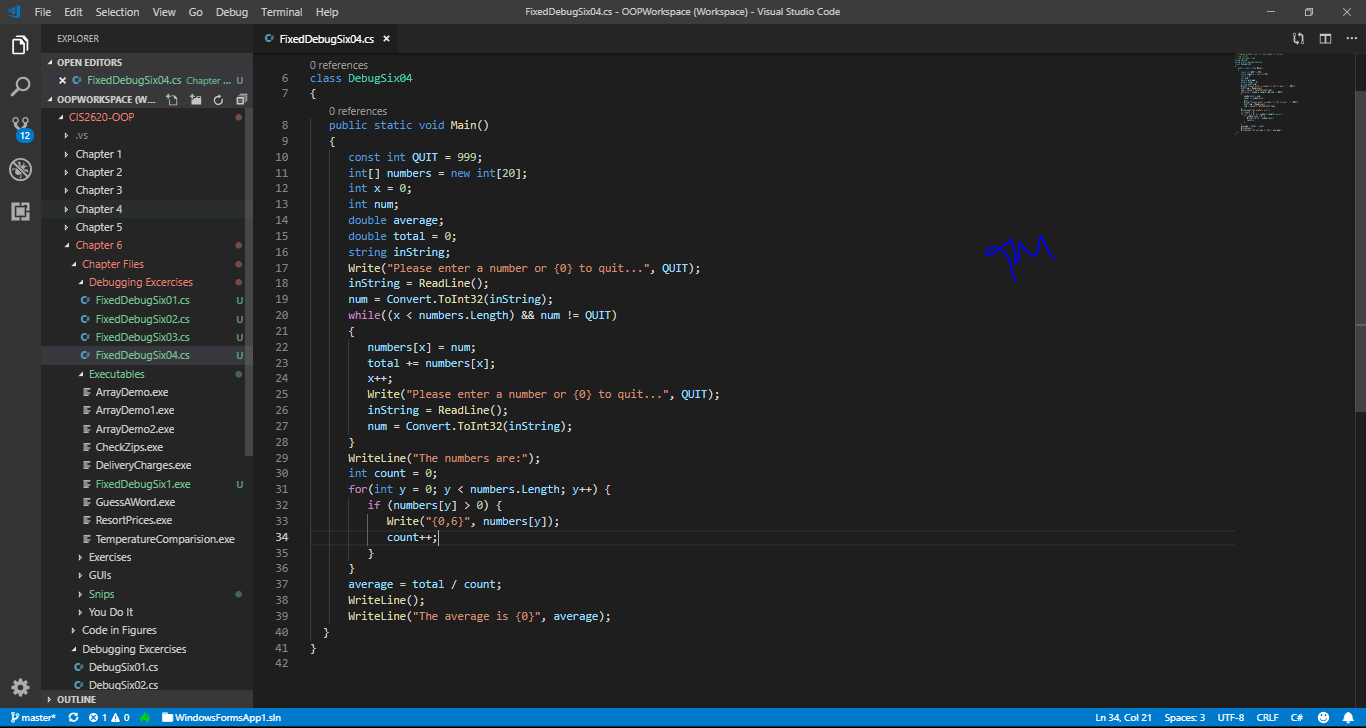 File Edit Selection View Go Debug Terminal Help
FixedDebugSix04.cs - OOPWorkspace (Workspace) - Visual Studio Code
EXPLORER
OPEN EDITORS
FixedDebugSix04.cs Chapter ... U
OOPWORKSPACE (W...
CIS2620-OOP
.vs
Chapter 1
Chapter 2
Chapter 3
Chapter 4
Chapter 5
Chapter 6
Chapter Files
Debugging Excercises
FixedDebugSix01.cs U
FixedDebugSix02.cs U
FixedDebugSix03.cs U
FixedDebugSix04.cs U
Executables
ArrayDemo.exe
ArrayDemo1.exe
ArrayDemo2.exe
CheckZips.exe
DeliveryCharges.exe
FixedDebugSix1.exe U
GuessAWord.exe
ResortPrices.exe
TemperatureComparision.exe
Exercises
GUIs
Snips
You Do It
Code in Figures
Debugging Excercises
DebugSix01.cs
DebugSix02.cs
OUTLINE
12
FixedDebugSix04.cs
0 references
6 class DebugSix04
7 {
0 references
8 public static void Main()
9 {
10 const int QUIT = 999;
11 int[] numbers = new int[20];
12 int x = 0;
13 int num;
14 double average;
15 double total = 0;
16 string inString;
17 Write("Please enter a number or {0} to quit...", QUIT);
18 inString = ReadLine();
19 num = Convert.ToInt32(inString);
20 while((x < numbers.Length) && num != QUIT)
21 {
22 numbers[x] = num;
23 total += numbers[x];
24 x++;
25 Write("Please enter a number or {0} to quit...", QUIT);
26 inString = ReadLine();
27 num = Convert.ToInt32(inString);
28 }
29 WriteLine("The numbers are:");
30 int count = 0;
31 for(int y = 0; y < numbers.Length; y++) {
32 if (numbers[y] > 0) {
33 Write("{0,6}", numbers[y]);
34 count++;
35 }
36 }
37 average = total / count;
38 WriteLine();
39 WriteLine("The average is {0}", average);
40 }
41 }
42
master* 1 0 WindowsFormsApp1.sln
Ln 34, Col 21 Spaces: 3 UTF-8 CRLF C#